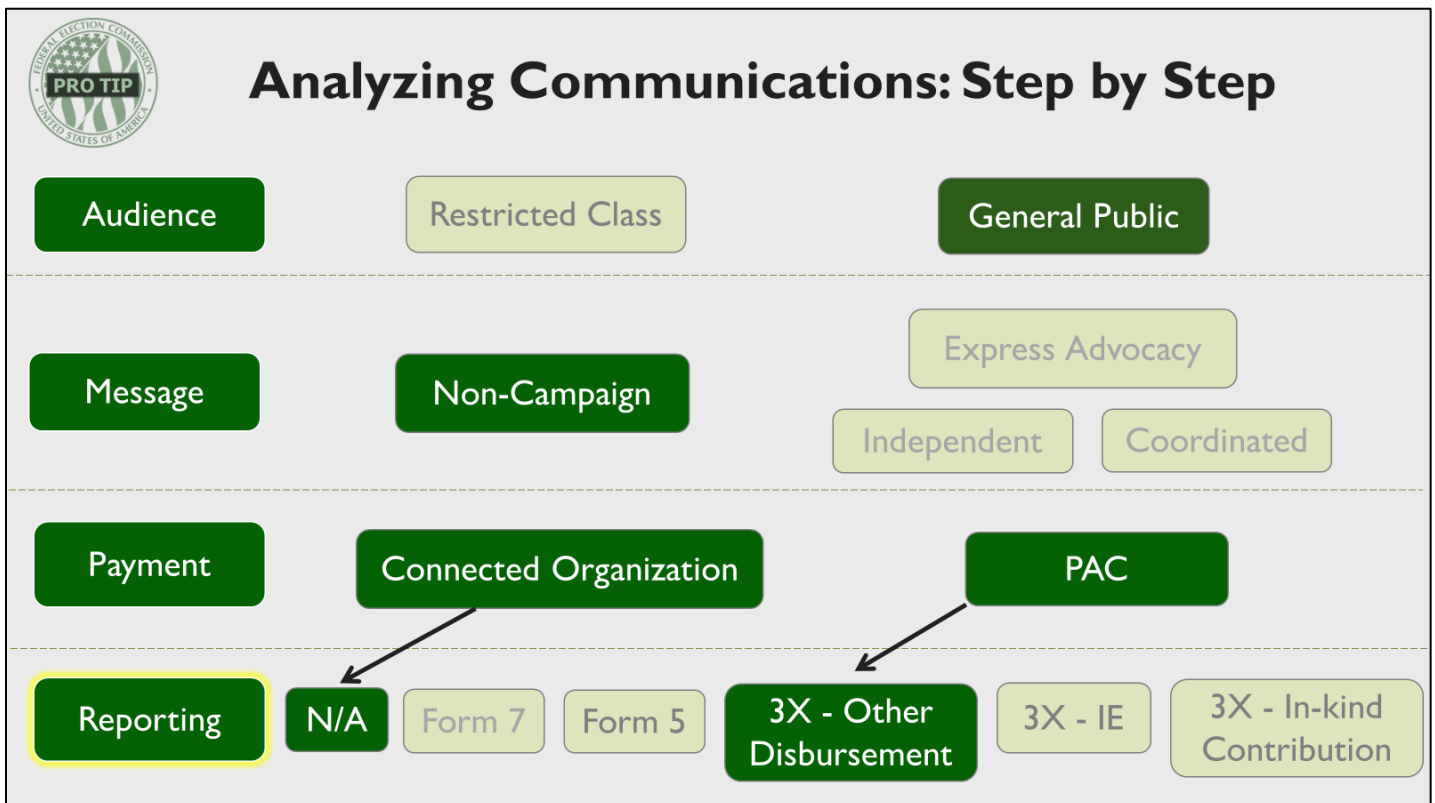 FEDERAL ELECTION COMMISSION
PRO TIP
UNITED STATES OF AMERICA
Analyzing Communications: Step by Step
Audience
Restricted Class
General Public
Message
Non-Campaign
Express Advocacy
Independent
Coordinated
Payment
Connected Organization
PAC
Reporting
N/A
Form 7
Form 5
3X - Other
Disbursement
3X - IE
3X - In-kind
Contribution